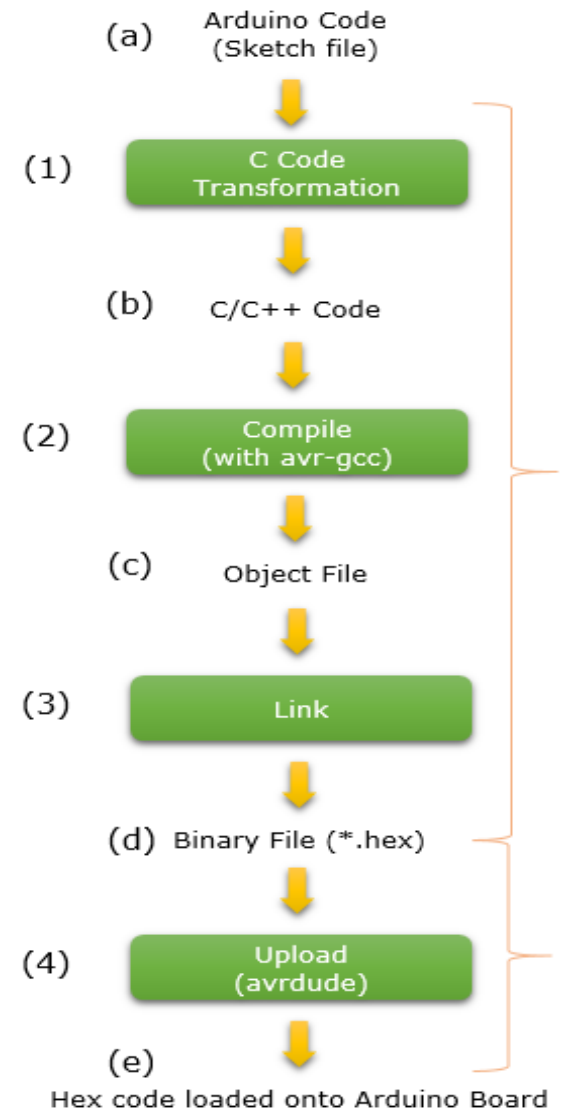 (a) Arduino Code
(Sketch file)
(1) C Code
Transformation
(b) C/C++ Code
(2) Compile
(with avr-gcc)
(c) Object File
(3) Link
(d) Binary File (*.hex)
(4) Upload
(avrdude)
(e)
Hex code loaded onto Arduino Board